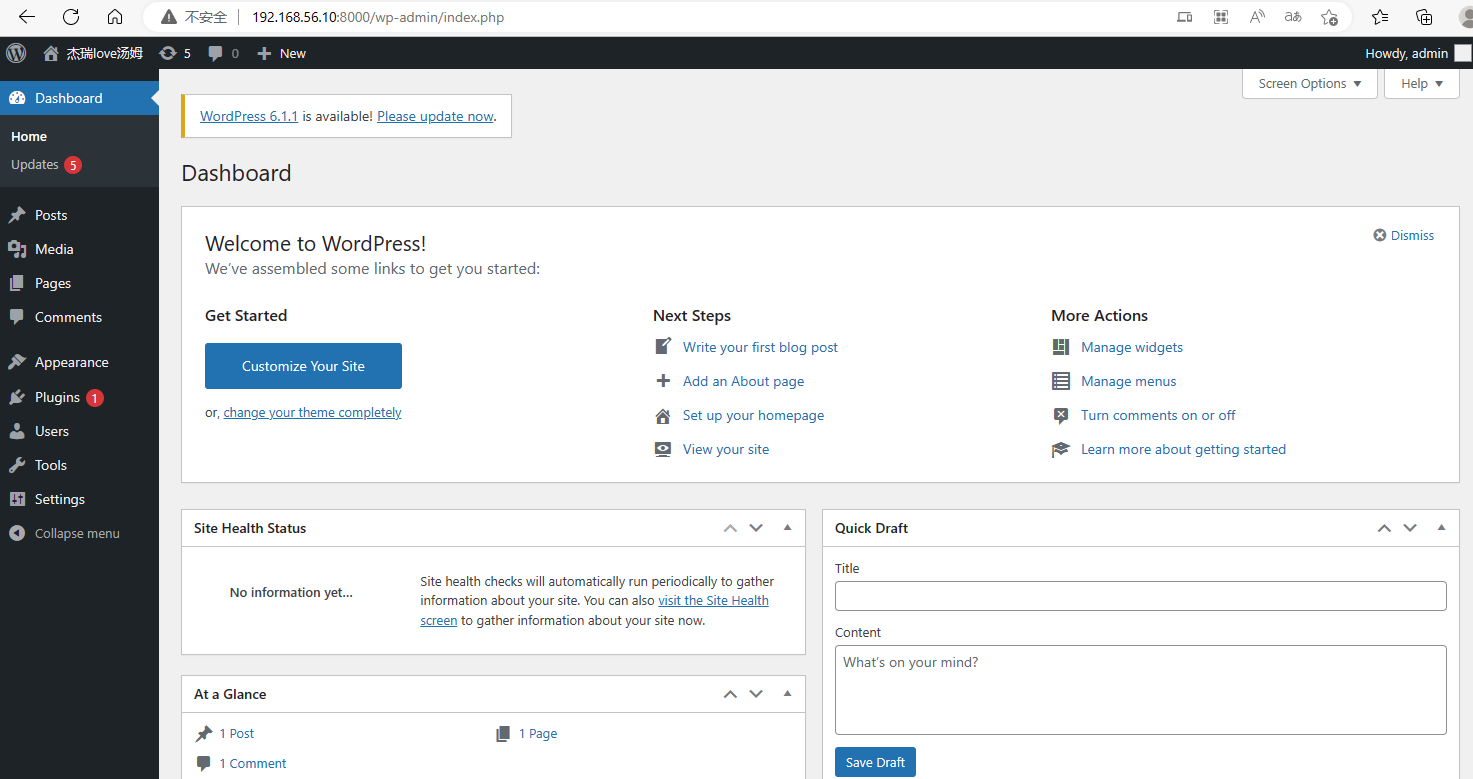 不安全 192.168.56.10:8000/wp-admin/index.php
杰瑞love汤姆 5 0 New Howdy, admin
Dashboard
Home
Updates 5
Posts
Media
Pages
Comments
Appearance
Plugins 1
Users
Tools
Settings
Collapse menu
Screen Options Help
WordPress 6.1.1 is available! Please update now.
Dashboard
Welcome to WordPress!
We've assembled some links to get you started:
Dismiss
Get Started
Customize Your Site
or, change your theme completely
Next Steps
Write your first blog post
Add an About page
Set up your homepage
View your site
More Actions
Manage widgets
Manage menus
Turn comments on or off
Learn more about getting started
Site Health Status
No information yet...
Site health checks will automatically run periodically to gather
information about your site. You can also visit the Site Health
screen to gather information about your site now.
At a Glance
1 Post
1 Page
1 Comment
Quick Draft
Title
Content
What's on your mind?
Save Draft